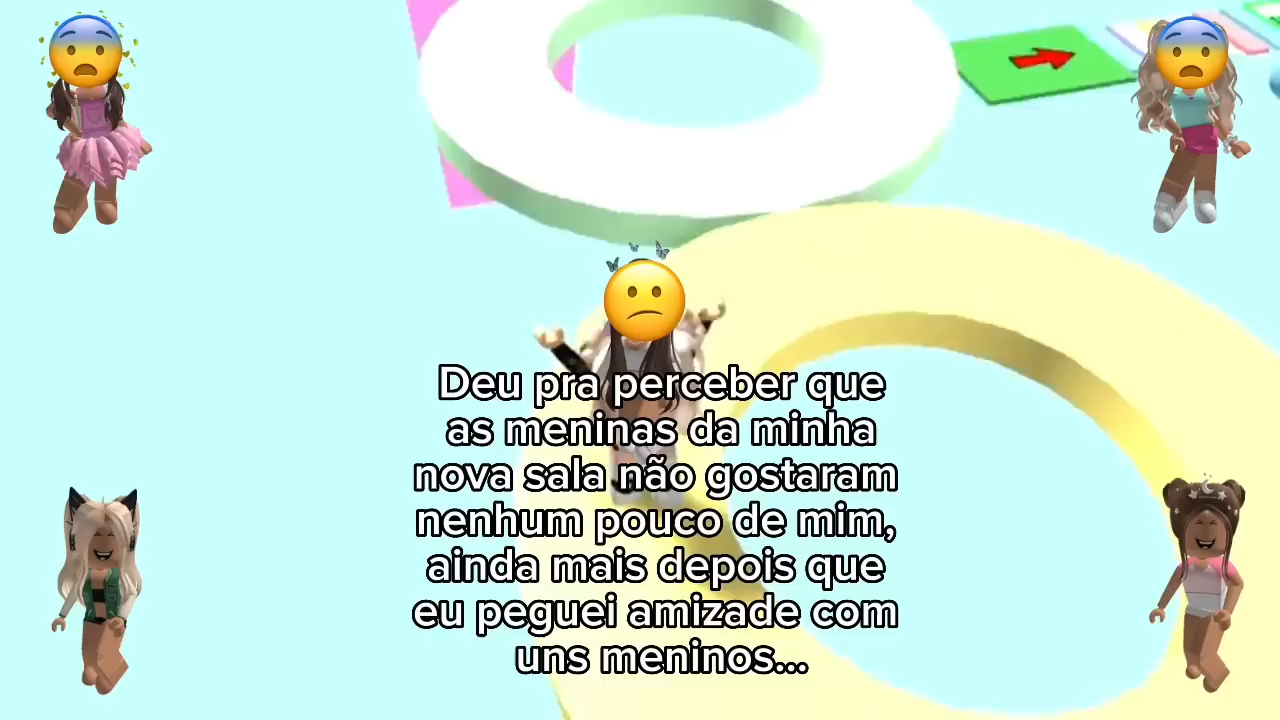 Deu pra perceber que
as meninas da minha
nova sala não gostaram
nenhum pouco de mim,
ainda mais depois que
eu peguei amizade com
uns meninos...